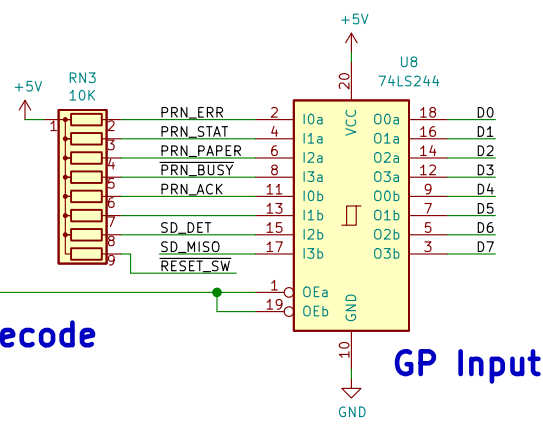 +5V
U8
74LS244
RN3
10K
+5V
1
2
3
4
5
6
7
8
9
20
VCC
PRN_ERR 2 I0a O0a 18 D0
PRN_STAT 4 I1a O1a 16 D1
PRN_PAPER 6 I2a O2a 14 D2
PRN_BUSY 8 I3a O3a 12 D3
PRN_ACK 11 I0b O0b 9 D4
13 I1b O1b 7 D5
SD_DET 15 I2b O2b 5 D6
SD_MISO 17 I3b O3b 3 D7
RESET_SW
1 OEa
19 OEb
GND
10
ecode
GP Input
GND